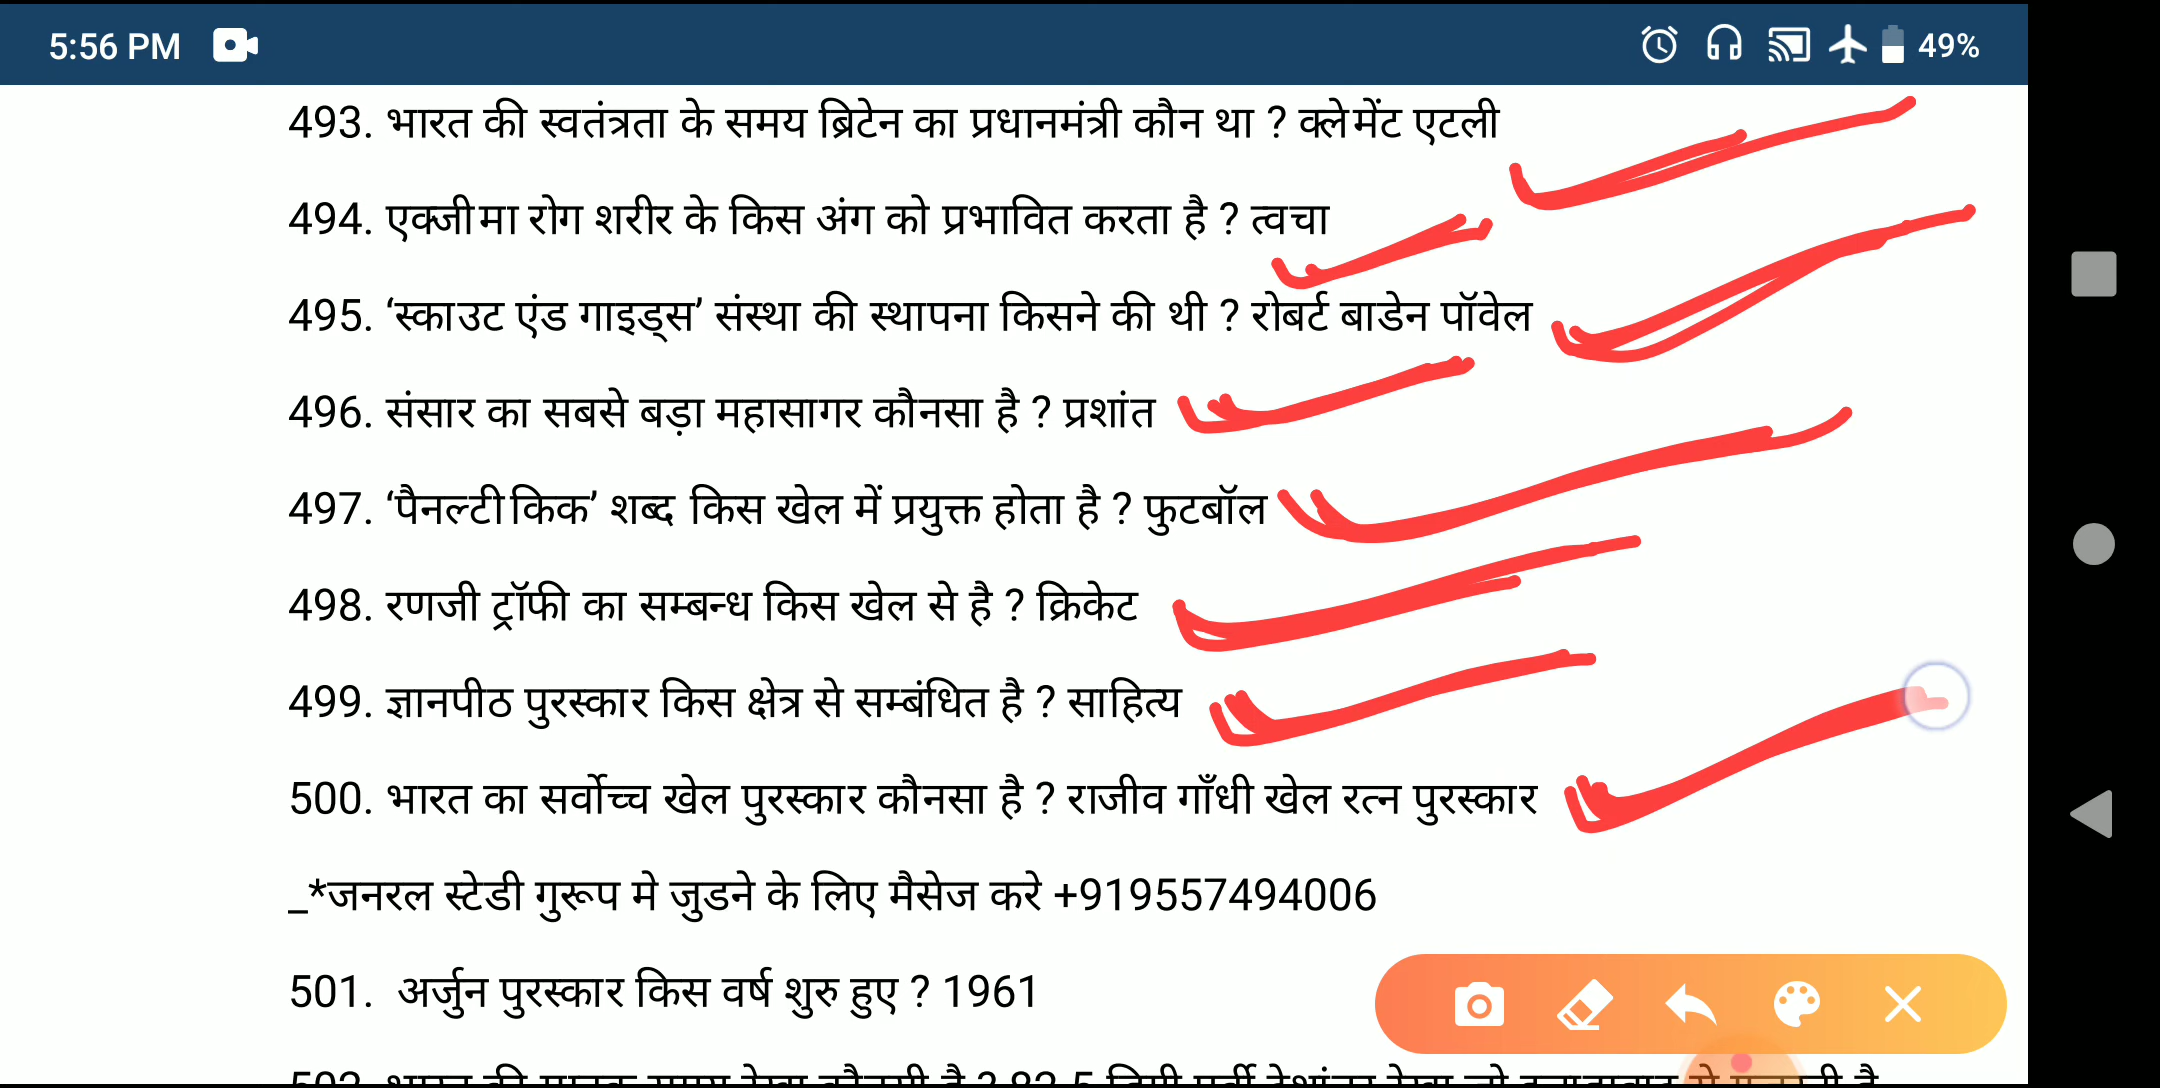 5:56 PM 49%
493. भारत की स्वतंत्रता के समय ब्रिटेन का प्रधानमंत्री कौन था ? क्लेमेंट एटली
494. एक्जीमा रोग शरीर के किस अंग को प्रभावित करता है ? त्वचा
495. ‘स्काउट एंड गाइड्स’ संस्था की स्थापना किसने की थी ? रोबर्ट बाडेन पॉवेल
496. संसार का सबसे बड़ा महासागर कौनसा है ? प्रशांत
497. ‘पैनल्टी किक’ शब्द किस खेल में प्रयुक्त होता है ? फुटबॉल
498. रणजी ट्रॉफी का सम्बन्ध किस खेल से है ? क्रिकेट
499. ज्ञानपीठ पुरस्कार किस क्षेत्र से सम्बंधित है ? साहित्य
500. भारत का सर्वोच्च खेल पुरस्कार कौनसा है ? राजीव गाँधी खेल रत्न पुरस्कार
_*जनरल स्टेडी गुरूप मे जुडने के लिए मैसेज करे +919557494006
501. अर्जुन पुरस्कार किस वर्ष शुरु हुए ? 1961